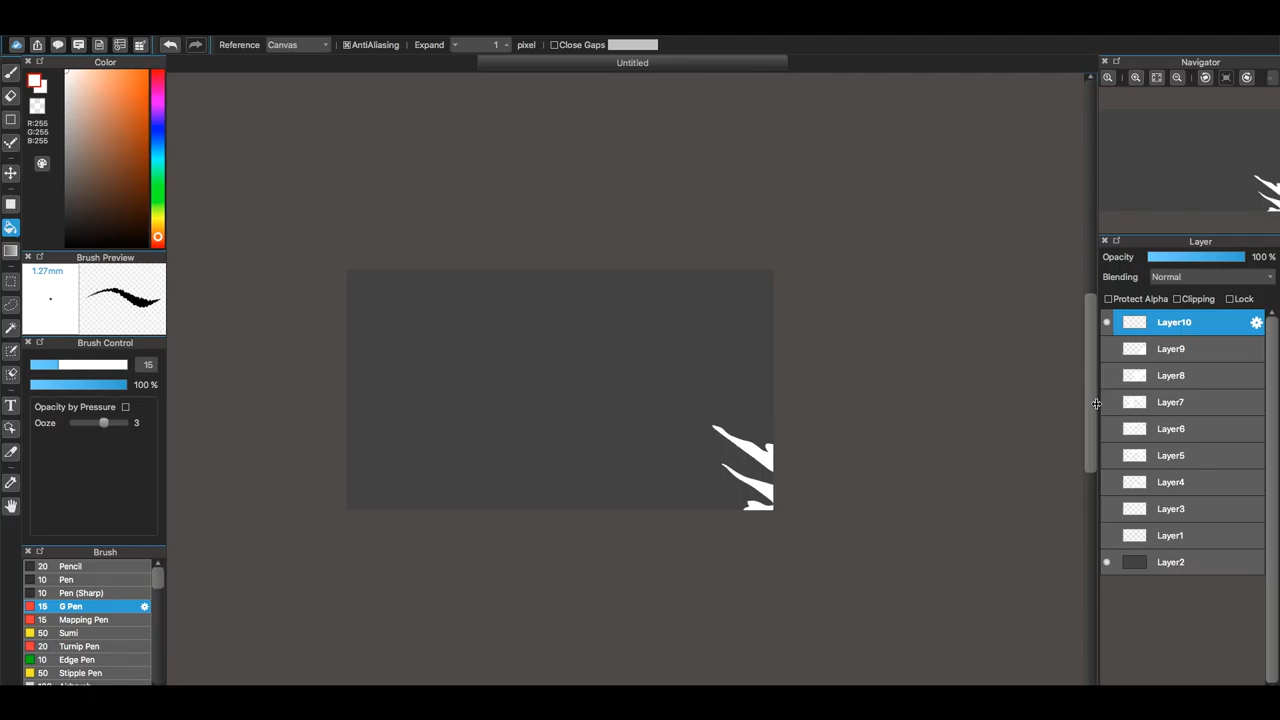 Reference Canvas AntiAliasing Expand 1 pixel Close Gaps
Untitled
Color
R:255
G:255
B:255
Brush Preview
1.27mm
Brush Control
15
100 %
Opacity by Pressure
Ooze 3
Brush
20 Pencil
10 Pen
10 Pen (Sharp)
15 G Pen
15 Mapping Pen
50 Sumi
20 Turnip Pen
10 Edge Pen
50 Stipple Pen
Navigator
Layer
Opacity 100 %
Blending Normal
Protect Alpha Clipping Lock
Layer10
Layer9
Layer8
Layer7
Layer6
Layer5
Layer4
Layer3
Layer1
Layer2